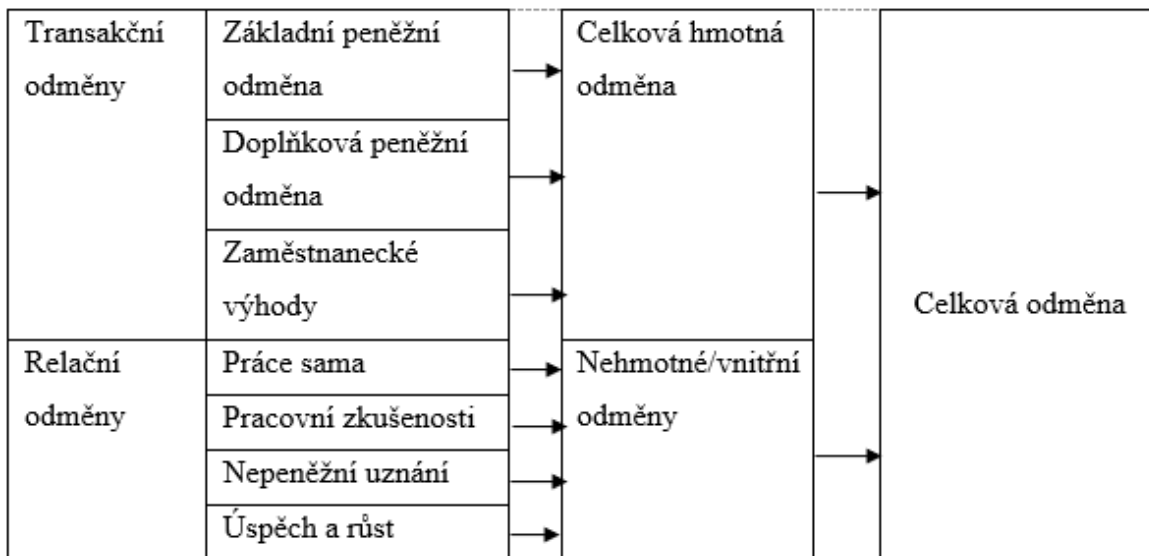 Transakční
odměny
Základní peněžní
odměna
Doplňková peněžní
odměna
Zaměstnanecké
výhody
Celková hmotná
odměna
Celková odměna
Relační
odměny
Práce sama
Pracovní zkušenosti
Nepeněžní uznání
Úspěch a růst
Nehmotné/vnitřní
odměny